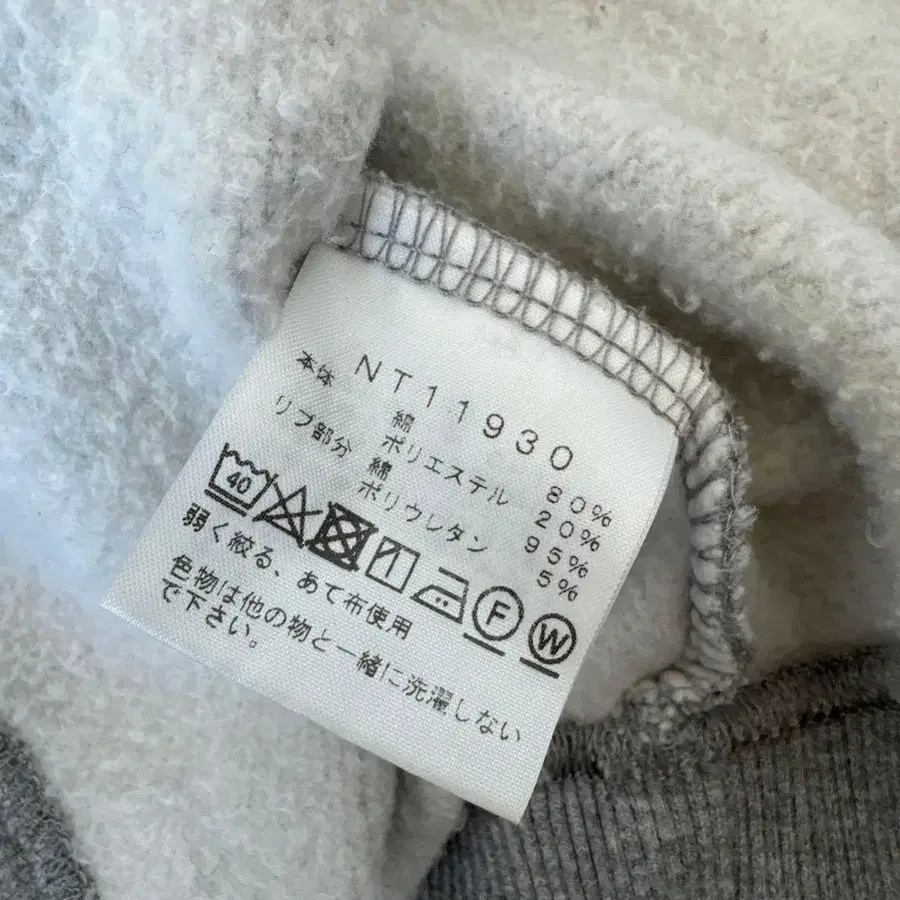 NT11930
本体 綿 80%
ポリエステル 20%
リブ部分 綿 95%
ポリウレタン 5%
40 F W
弱く絞る、あて布使用
色物は他の物と一緒に洗濯しない
で下さい。